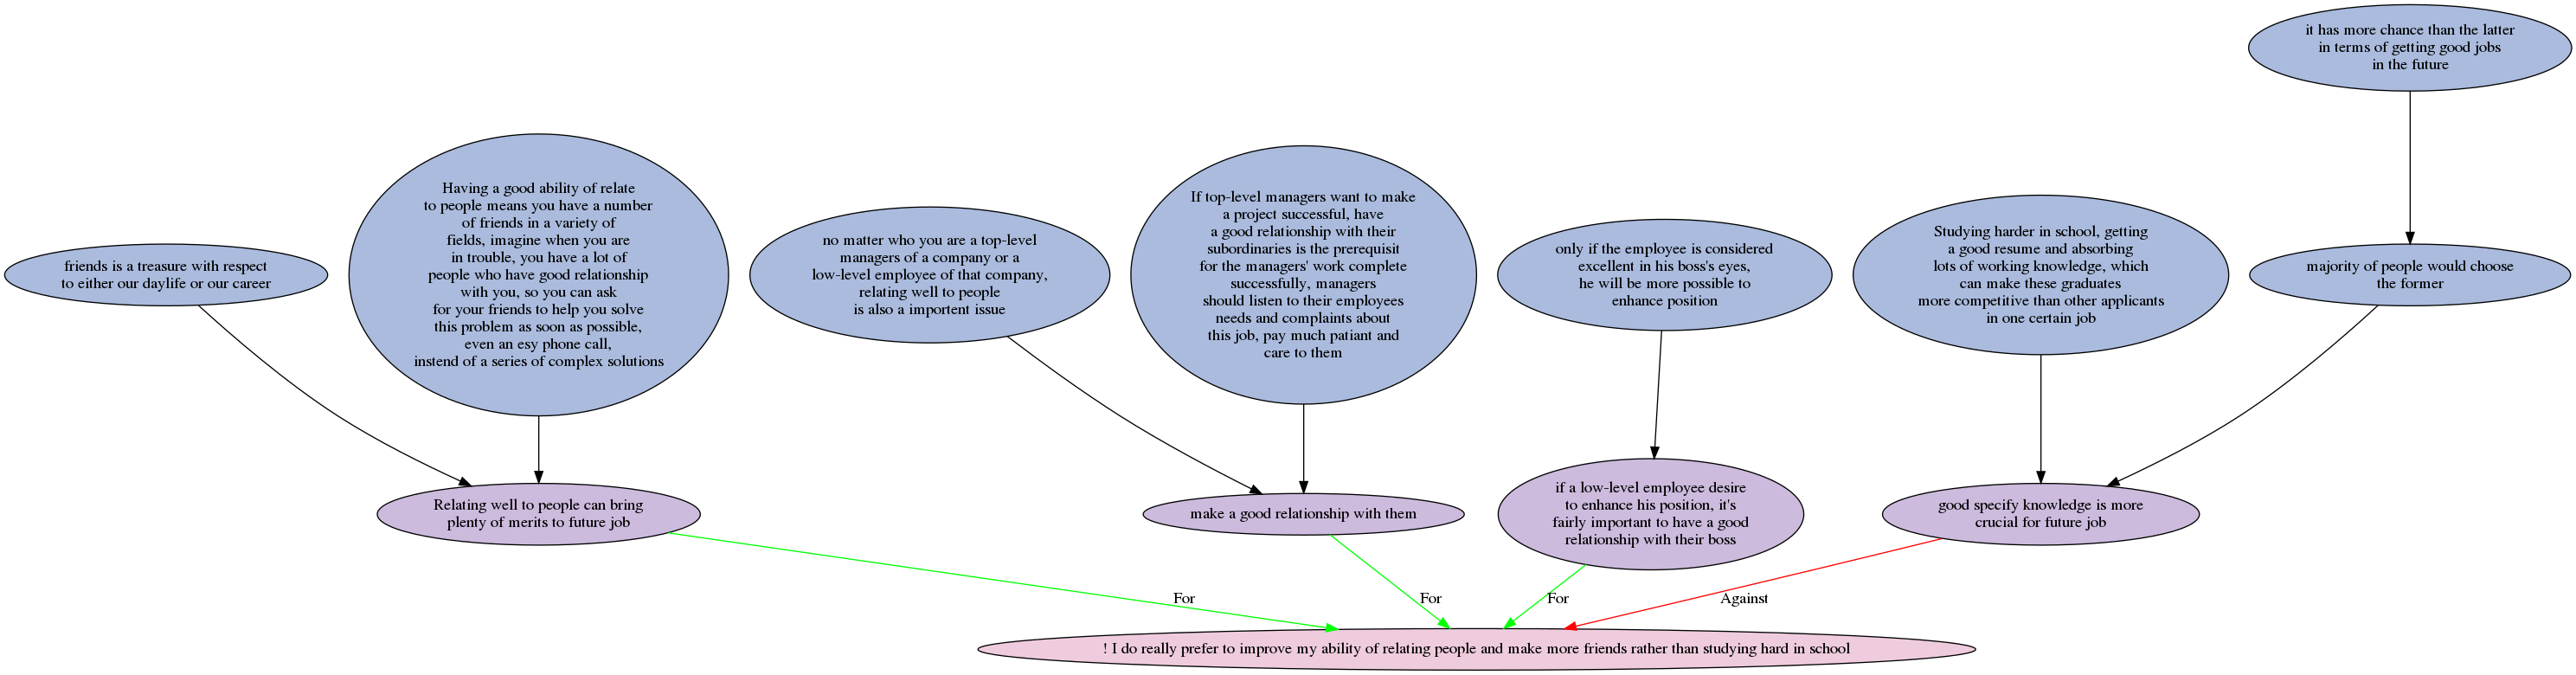 it has more chance than the latter
in terms of getting good jobs
in the future
friends is a treasure with respect
to either our daylife or our career
Having a good ability of relate
to people means you have a number
of friends in a variety of
fields, imagine when you are
in trouble, you have a lot of
people who have good relationship
with you, so you can ask
for your friends to help you solve
this problem as soon as possible,
even an esy phone call,
instend of a series of complex solutions
no matter who you are a top-level
managers of a company or a
low-level employee of that company,
relating well to people
is also a importent issue
If top-level managers want to make
a project successful, have
a good relationship with their
subordinaries is the prerequisit
for the managers' work complete
successfully, managers
should listen to their employees
needs and complaints about
this job, pay much patiant and
care to them
only if the employee is considered
excellent in his boss's eyes,
he will be more possible to
enhance position
Studying harder in school, getting
a good resume and absorbing
lots of working knowledge, which
can make these graduates
more competitive than other applicants
in one certain job
majority of people would choose
the former
Relating well to people can bring
plenty of merits to future job
make a good relationship with them
if a low-level employee desire
to enhance his position, it's
fairly important to have a good
relationship with their boss
good specify knowledge is more
crucial for future job
For
For
For
Against
! I do really prefer to improve my ability of relating people and make more friends rather than studying hard in school